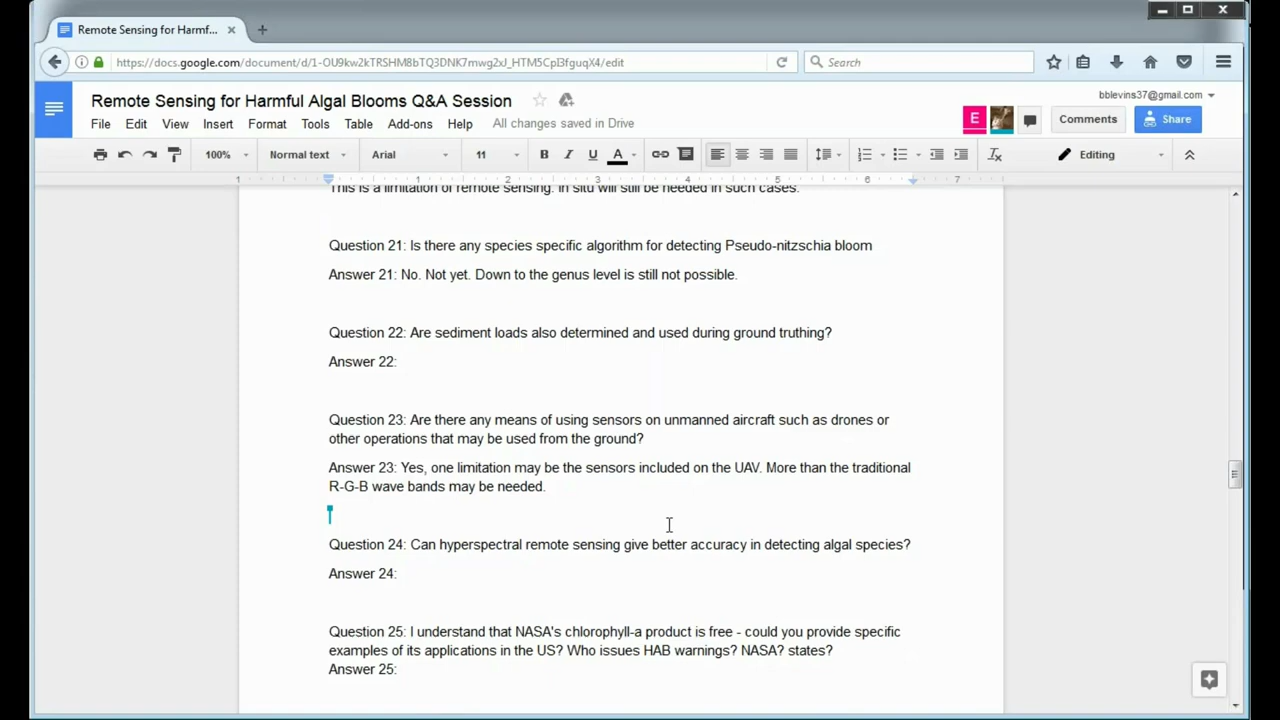 Remote Sensing for Harmf...
https://docs.google.com/document/d/1-OU9kw2kTRSHM8bTQ3DNK7mwg2xJ_HTM5Cpl3fguqX4/edit
Search
Remote Sensing for Harmful Algal Blooms Q&A Session
bblevins37@gmail.com
File Edit View Insert Format Tools Table Add-ons Help All changes saved in Drive
E
Comments
Share
100% Normal text Arial 11 B I U A Editing
1 1 2 3 4 5 6 7
This is a limitation of remote sensing. In situ will still be needed in such cases.
Question 21: Is there any species specific algorithm for detecting Pseudo-nitzschia bloom
Answer 21: No. Not yet. Down to the genus level is still not possible.
Question 22: Are sediment loads also determined and used during ground truthing?
Answer 22:
Question 23: Are there any means of using sensors on unmanned aircraft such as drones or
other operations that may be used from the ground?
Answer 23: Yes, one limitation may be the sensors included on the UAV. More than the traditional
R-G-B wave bands may be needed.
Question 24: Can hyperspectral remote sensing give better accuracy in detecting algal species?
Answer 24:
Question 25: I understand that NASA's chlorophyll-a product is free - could you provide specific
examples of its applications in the US? Who issues HAB warnings? NASA? states?
Answer 25: